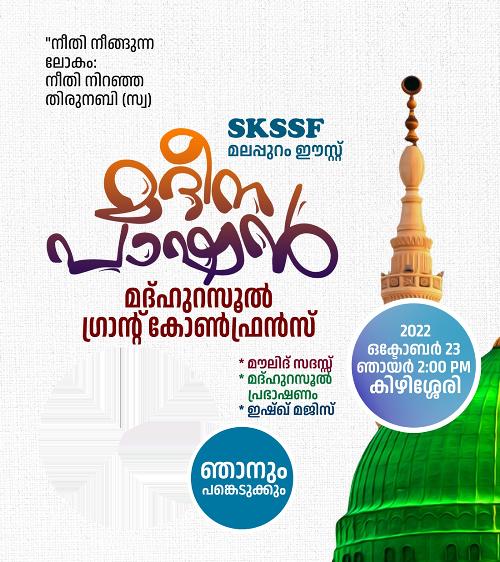 "നീതി നീങ്ങുന്ന
ലോകം:
നീതി നിറഞ്ഞ
തിരുനബി (സ്വ)
SKSSF
മലപ്പുറം ഈസ്റ്റ്
മദീന
പാഷൻ
മദ്ഹുറസൂൽ
ഗ്രാന്റ് കോൺഫ്രൻസ്
* മൗലിദ് സദസ്സ്
* മദ്ഹുറസൂൽ
പ്രഭാഷണം
* ഇഷ്ഖ് മജിസ്
2022
ഒക്ടോബർ 23
ഞായർ 2:00 PM
കിഴിശ്ശേരി
ഞാനും
പങ്കെടുക്കും